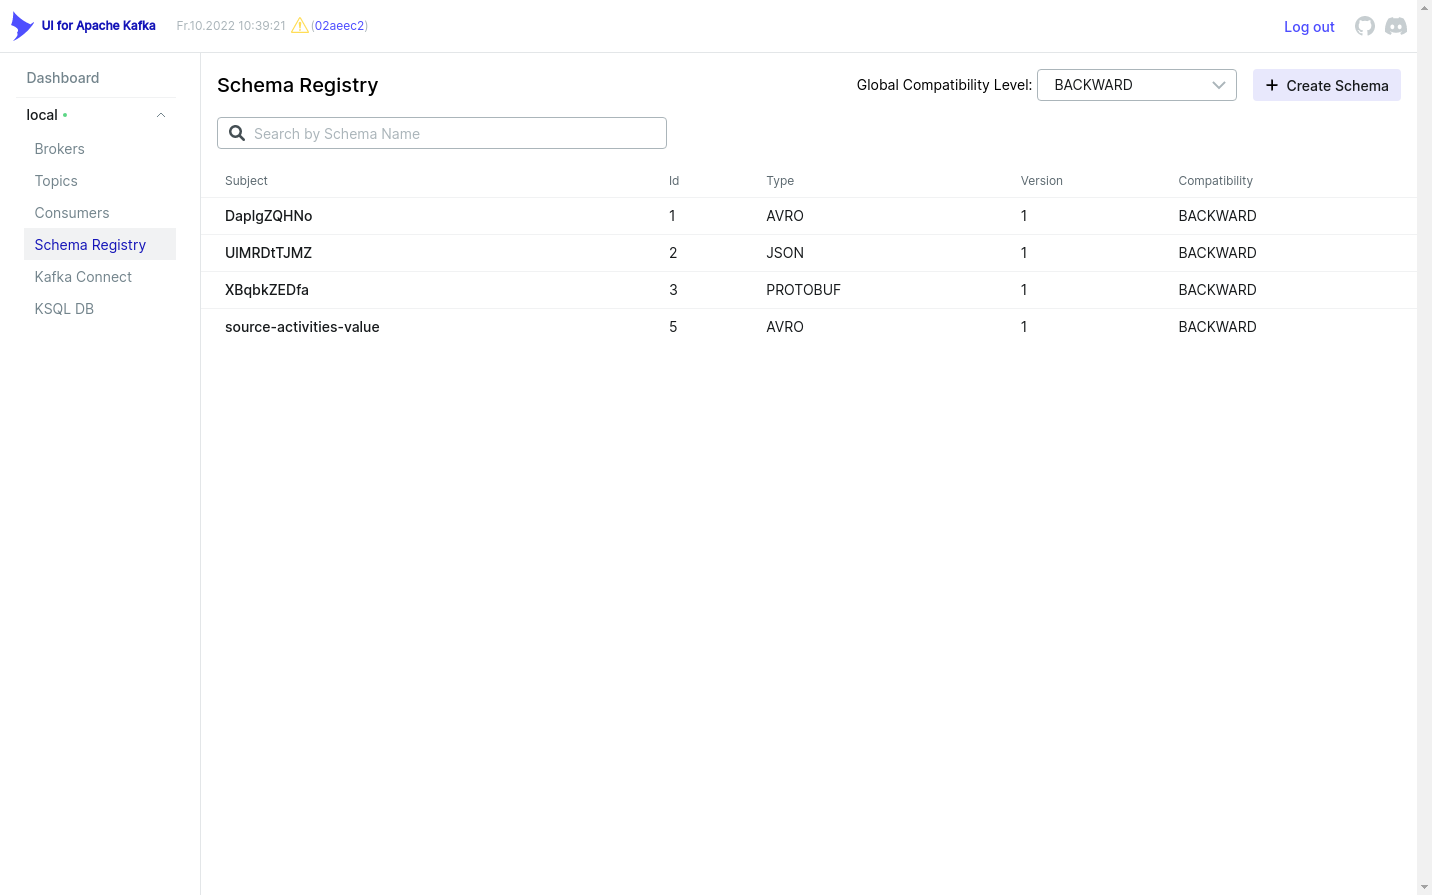 UI for Apache Kafka Fr.10.2022 10:39:21 (02aeec2) Log out
Dashboard
local
Brokers
Topics
Consumers
Schema Registry
Kafka Connect
KSQL DB
Schema Registry Global Compatibility Level: BACKWARD Create Schema
Search by Schema Name
Subject Id Type Version Compatibility
DapIgZQHNo 1 AVRO 1 BACKWARD
UIMRDtTJMZ 2 JSON 1 BACKWARD
XBqbkZEDfa 3 PROTOBUF 1 BACKWARD
source-activities-value 5 AVRO 1 BACKWARD